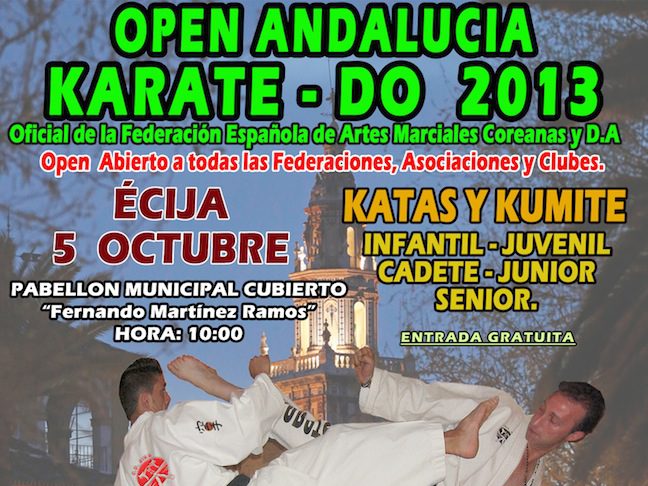 OPEN ANDALUCIA
KARATE - DO 2013
Oficial de la Federación Española de Artes Marciales Coreanas y D.A
Open Abierto a todas las Federaciones, Asociaciones y Clubes.
ÉCIJA
5 OCTUBRE
PABELLON MUNICIPAL CUBIERTO
“Fernando Martínez Ramos”
HORA: 10:00
KATAS Y KUMITE
INFANTIL - JUVENIL
CADETE - JUNIOR
SENIOR.
ENTRADA GRATUITA